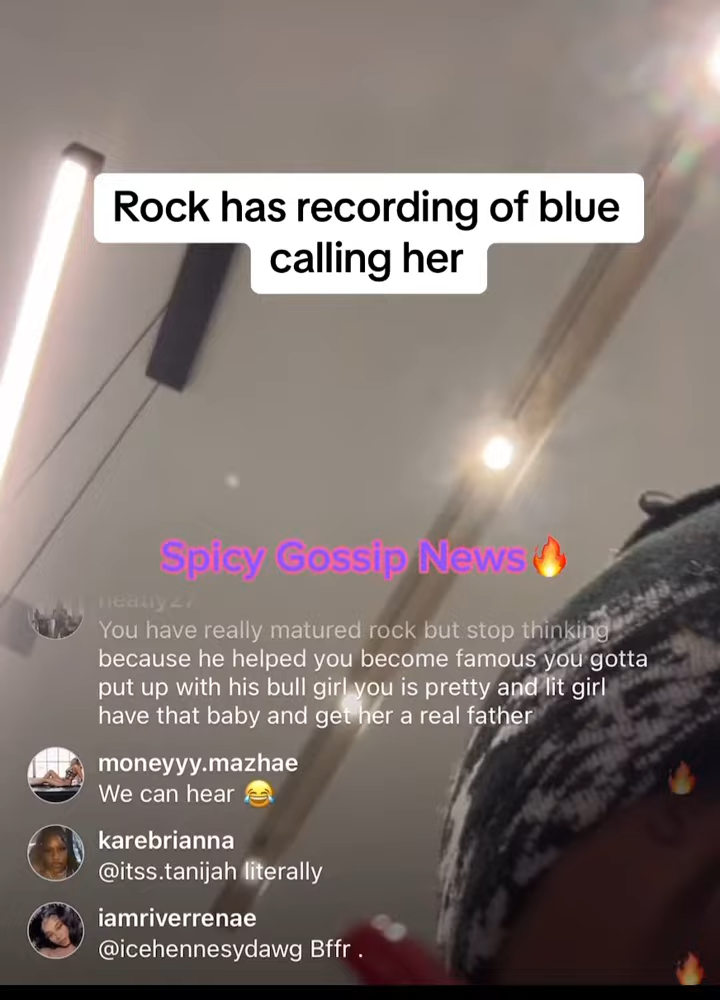 Rock has recording of blue
calling her
Spicy Gossip News🔥
neatly27
You have really matured rock but stop thinking
because he helped you become famous you gotta
put up with his bull girl you is pretty and lit girl
have that baby and get her a real father
moneyyy.mazhae
We can hear 😂
karebrianna
@itss.tanijah literally
iamriverrenae
@icehennesydawg Bffr .